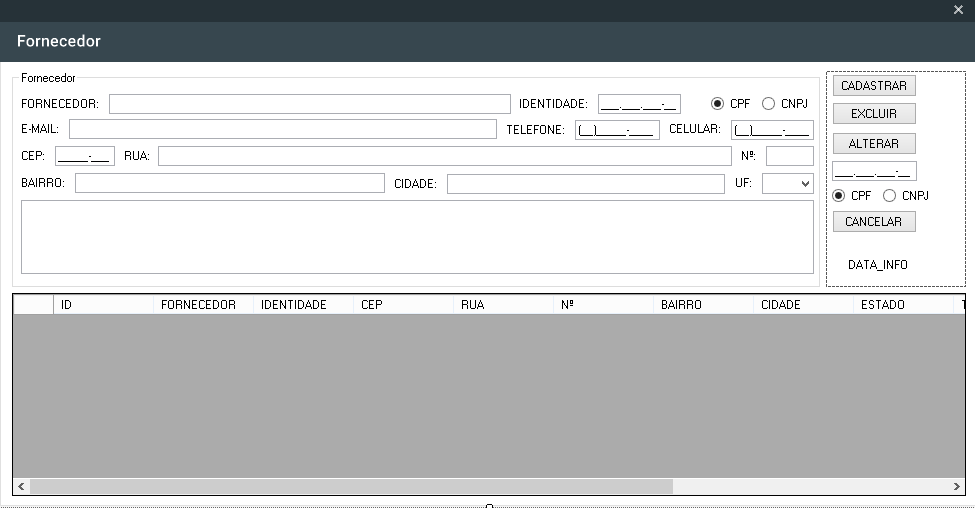 Fornecedor
Fornecedor
FORNECEDOR: IDENTIDADE: ___.___.___-__ CPF CNPJ
E-MAIL: TELEFONE: (__)_____-____ CELULAR: (__)_____-____
CEP: _____-___ RUA: Nº:
BAIRRO: CIDADE: UF:
CADASTRAR
EXCLUIR
ALTERAR
___.___.___-__
CPF CNPJ
CANCELAR
DATA_INFO
ID FORNECEDOR IDENTIDADE CEP RUA Nº BAIRRO CIDADE ESTADO